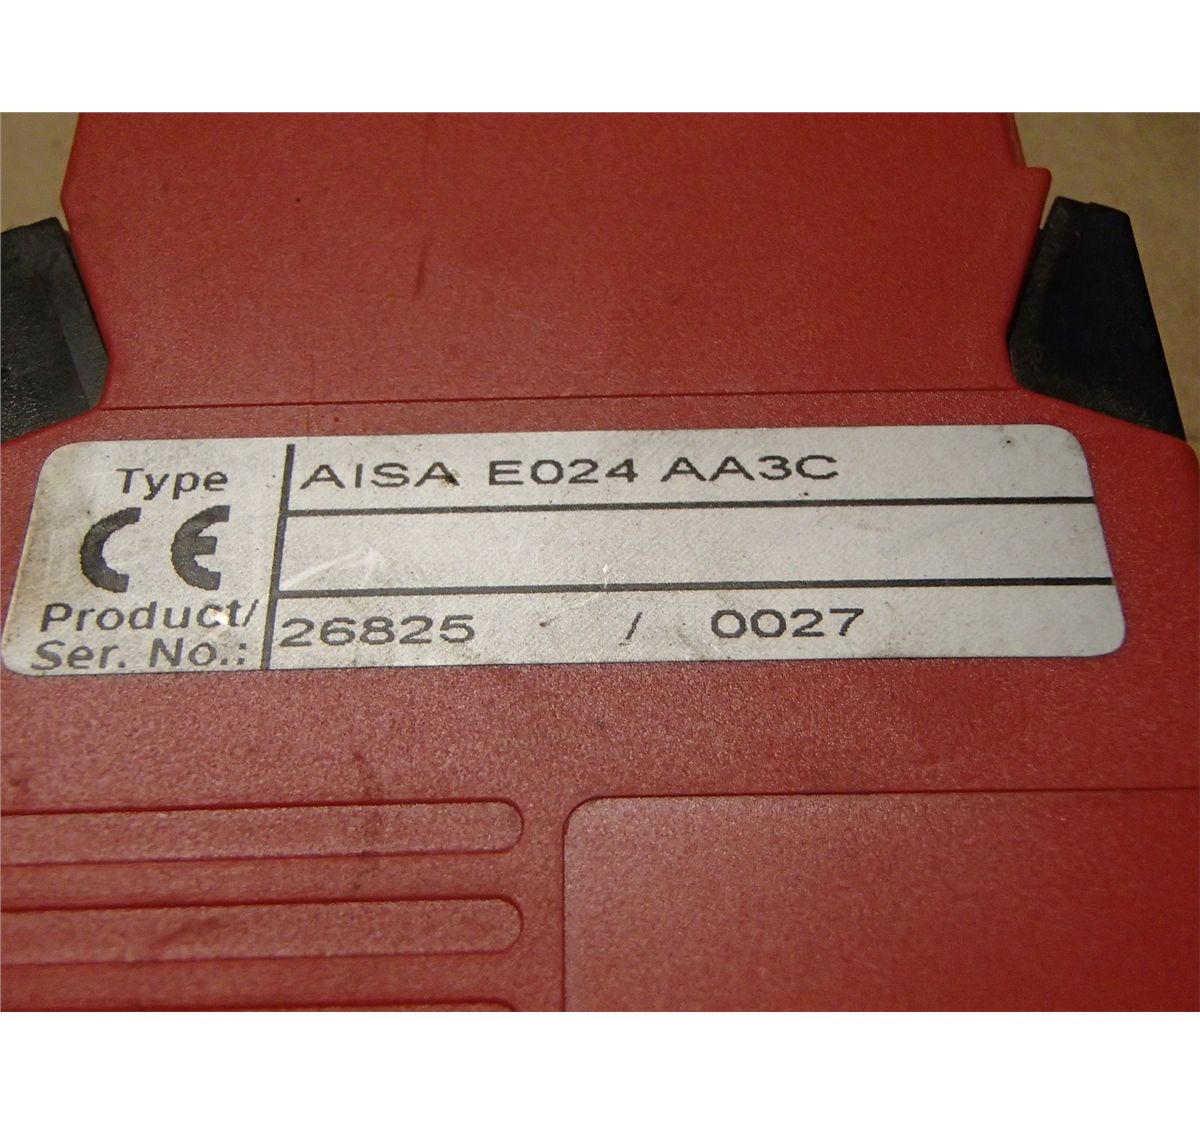 Type AISA E024 AA3C
CE
Product/
Ser. No.: 26825 / 0027